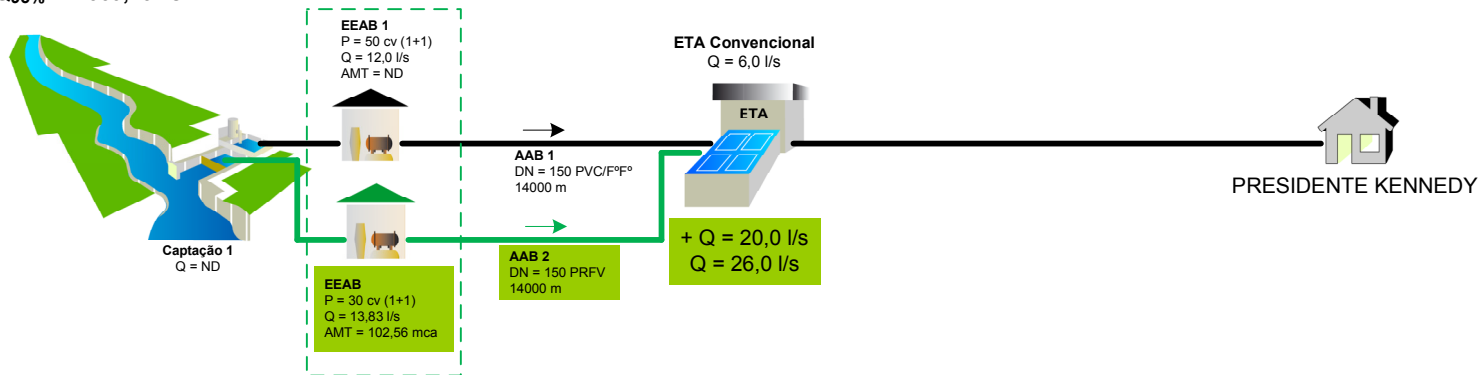 EEAB 1
P = 50 cv (1+1)
Q = 12,0 l/s
AMT = ND
ETA Convencional
Q = 6,0 l/s
ETA
AAB 1
DN = 150 PVC/FºFº
14000 m
PRESIDENTE KENNEDY
Captação 1
Q = ND
EEAB
P = 30 cv (1+1)
Q = 13,83 l/s
AMT = 102,56 mca
AAB 2
DN = 150 PRFV
14000 m
+ Q = 20,0 l/s
Q = 26,0 l/s